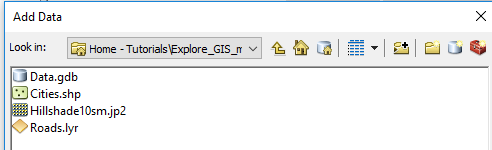 Add Data
Look in: Home - Tutorials\Explore_GIS_m
Data.gdb
Cities.shp
Hillshade10sm.jp2
Roads.lyr